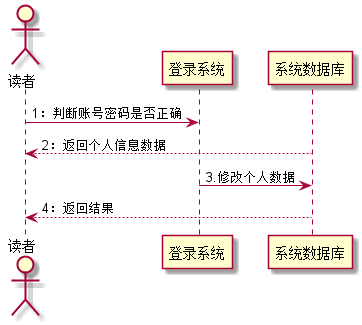 读者
登录系统
系统数据库
1：判断账号密码是否正确
2：返回个人信息数据
3.修改个人数据
4：返回结果
读者
登录系统
系统数据库